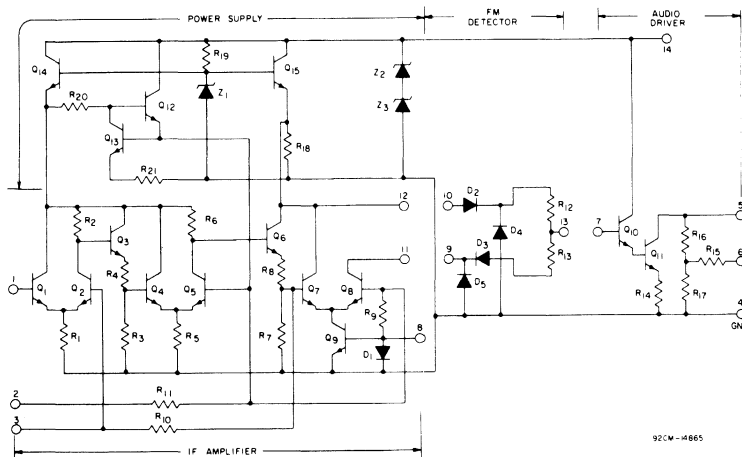 POWER SUPPLY
FM DETECTOR
AUDIO DRIVER
14
Q14
R19
Q15
Z2
Z1
R20
Q12
Z3
Q13
R18
R21
12
10
D2
R12
5
R2
R6
Q3
Q6
11
D4
13
7
Q10
R16
R15
6
R4
R8
9
D3
R13
Q11
1
Q1
Q2
Q4
Q5
Q7
Q8
D5
R14
R17
R9
4
GND
R1
R3
R5
R7
Q9
8
D1
2
R11
3
R10
IF AMPLIFIER
92CM-14865